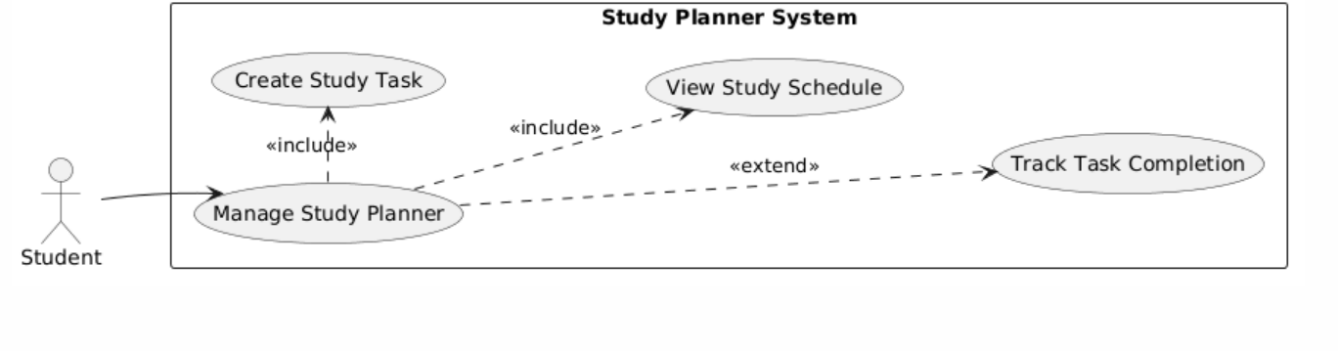 Study Planner System
Create Study Task
View Study Schedule
«include»
«include»
«extend»
Track Task Completion
Manage Study Planner
Student